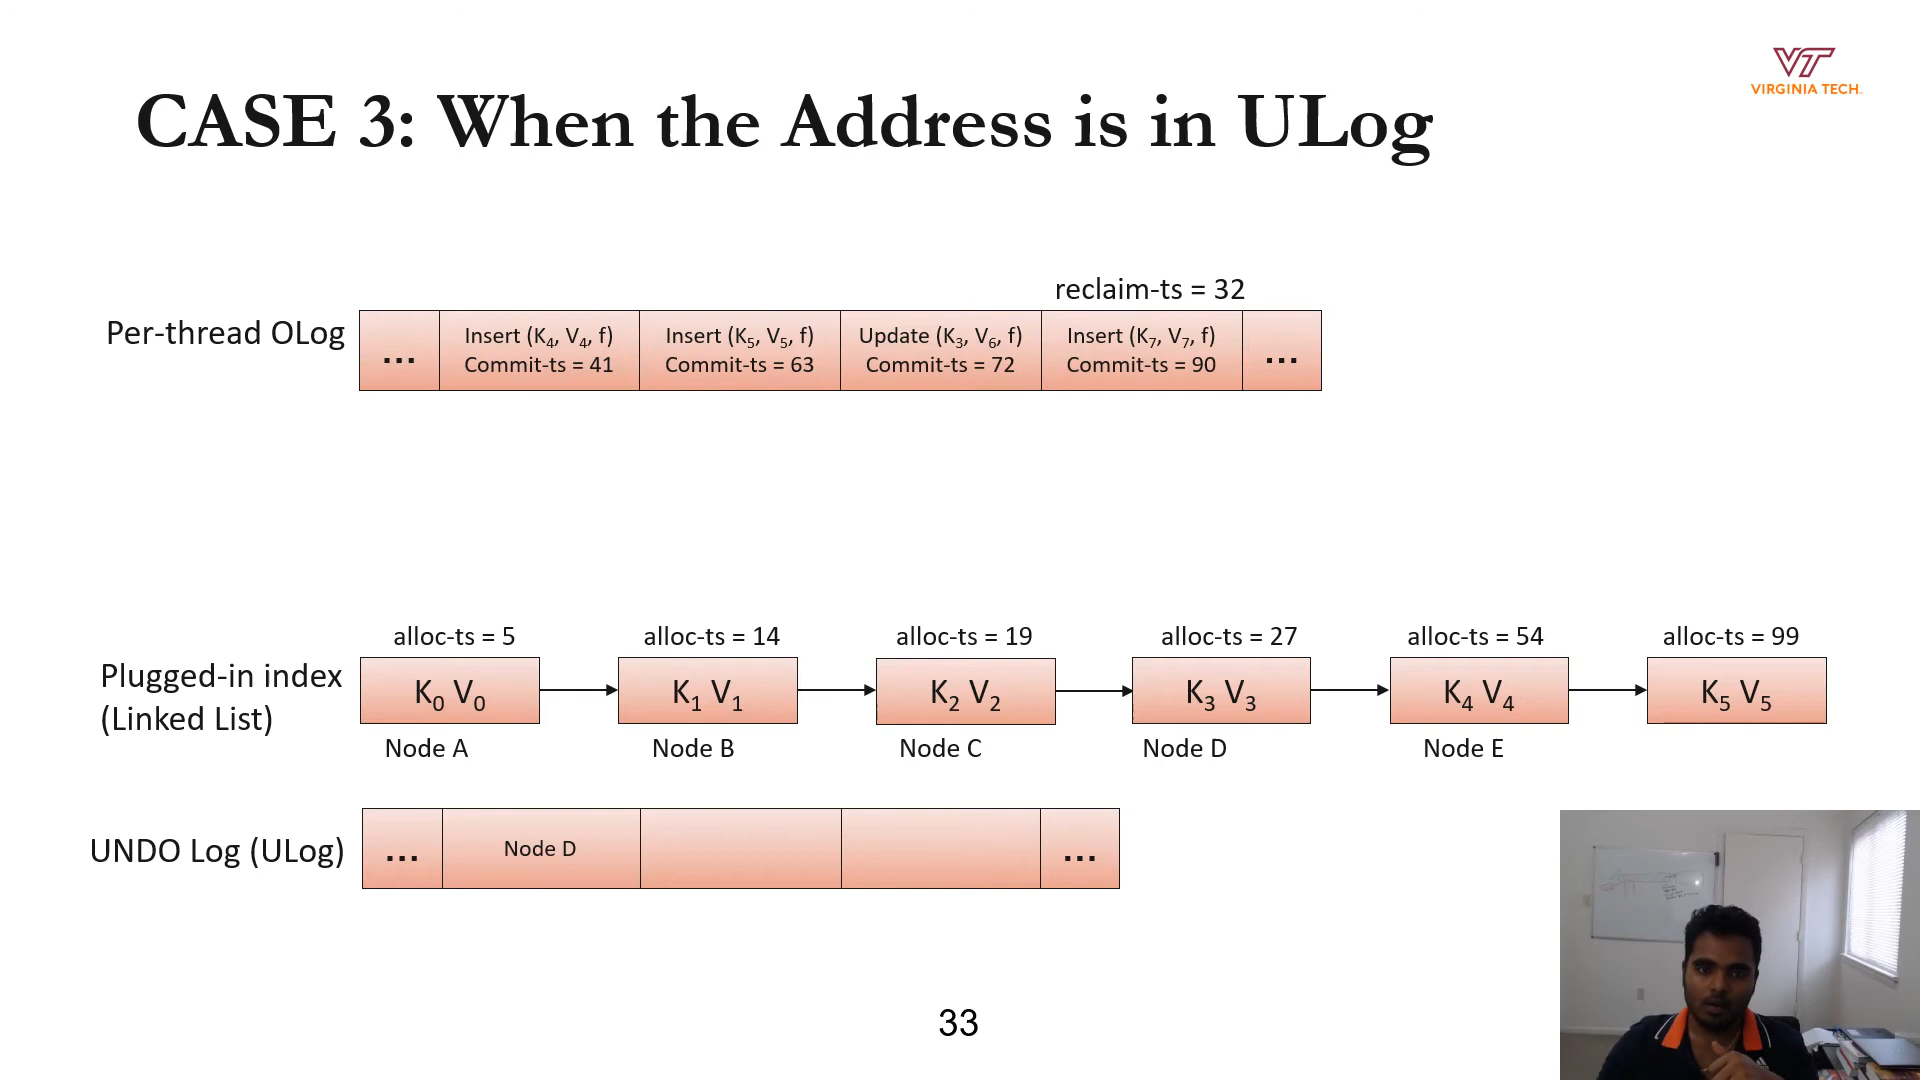 VT
VIRGINIA TECH
CASE 3: When the Address is in ULog
reclaim-ts = 32
Per-thread OLog
... Insert (K4, V4, f) Insert (K5, V5, f) Update (K3, V6, f) Insert (K7, V7, f) ...
Commit-ts = 41 Commit-ts = 63 Commit-ts = 72 Commit-ts = 90
alloc-ts = 5 alloc-ts = 14 alloc-ts = 19 alloc-ts = 27 alloc-ts = 54 alloc-ts = 99
Plugged-in index
(Linked List)
K0 V0 K1 V1 K2 V2 K3 V3 K4 V4 K5 V5
Node A Node B Node C Node D Node E
UNDO Log (ULog)
... Node D ...
33